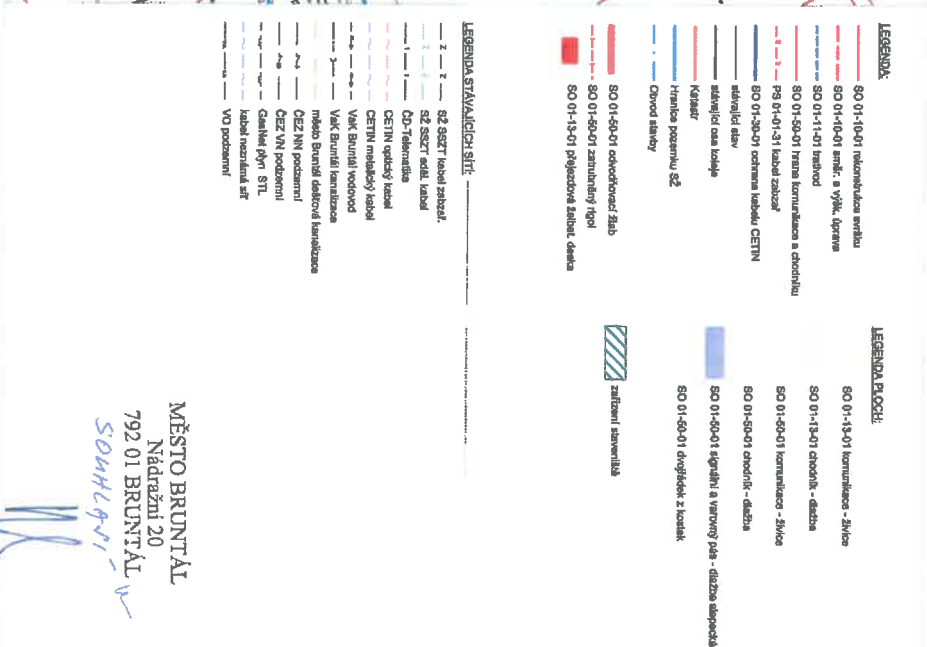 LEGENDA:
SO 01-10-01 rekonstrukce svršku
SO 01-10-01 směr. a výšk. úprava
SO 01-11-01 trativod
SO 01-50-01 hrana komunikace a chodníku
PS 01-01-31 kabel zabzař
SO 01-30-01 ochrana kabelu CETIN
stávající stav
stávající osa koleje
Katastr
Hranice pozemku SŽ
Obvod stavby
SO 01-50-01 odvodňovací žlab
SO 01-50-01 zatrubněný rigol
SO 01-13-01 přejezdová želbet. deska
LEGENDA PLOCH:
SO 01-13-01 komunikace - živice
SO 01-13-01 chodník - dlažba
SO 01-50-01 komunikace - živice
SO 01-50-01 chodník - dlažba
SO 01-50-01 signální a varovný pás - dlažba slepecká
SO 01-50-01 dvojřádek z kostek
zařízení staveniště
LEGENDA STÁVAJÍCÍCH SÍTÍ:
SŽ SSZT kabel zabzař.
SŽ SSZT sděl. kabel
ČD-Telematika
CETIN optický kabel
CETIN metalický kabel
VaK Bruntál vodovod
VaK Bruntál kanalizace
město Bruntál dešťová kanalizace
ČEZ NN podzemní
ČEZ VN podzemní
GasNet plyn STL
kabel neznámá síť
VO podzemní
MĚSTO BRUNTÁL
Nádražní 20
792 01 BRUNTÁL
SOUHLASÍ